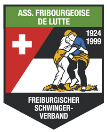 ASS. FRIBOURGEOISE
DE LUTTE
1924
1999
FREIBURGISCHER
SCHWINGER-
VERBAND